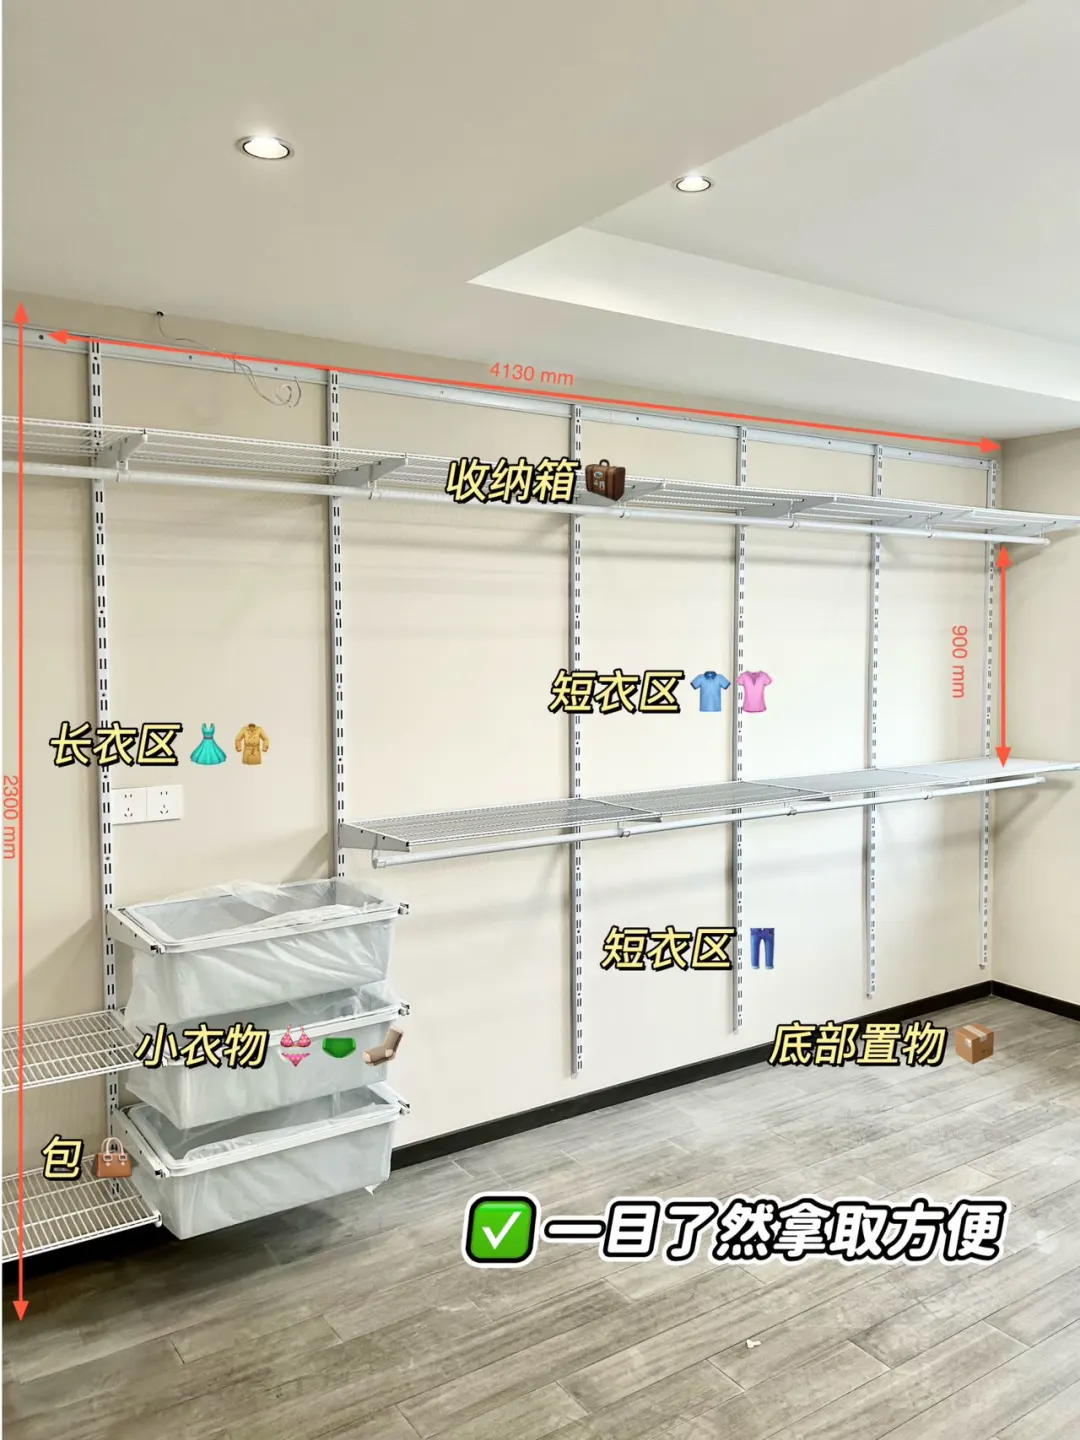 4130 mm
收纳箱
900 mm
短衣区
长衣区
2300 mm
短衣区
小衣物
底部置物
包
一目了然拿取方便